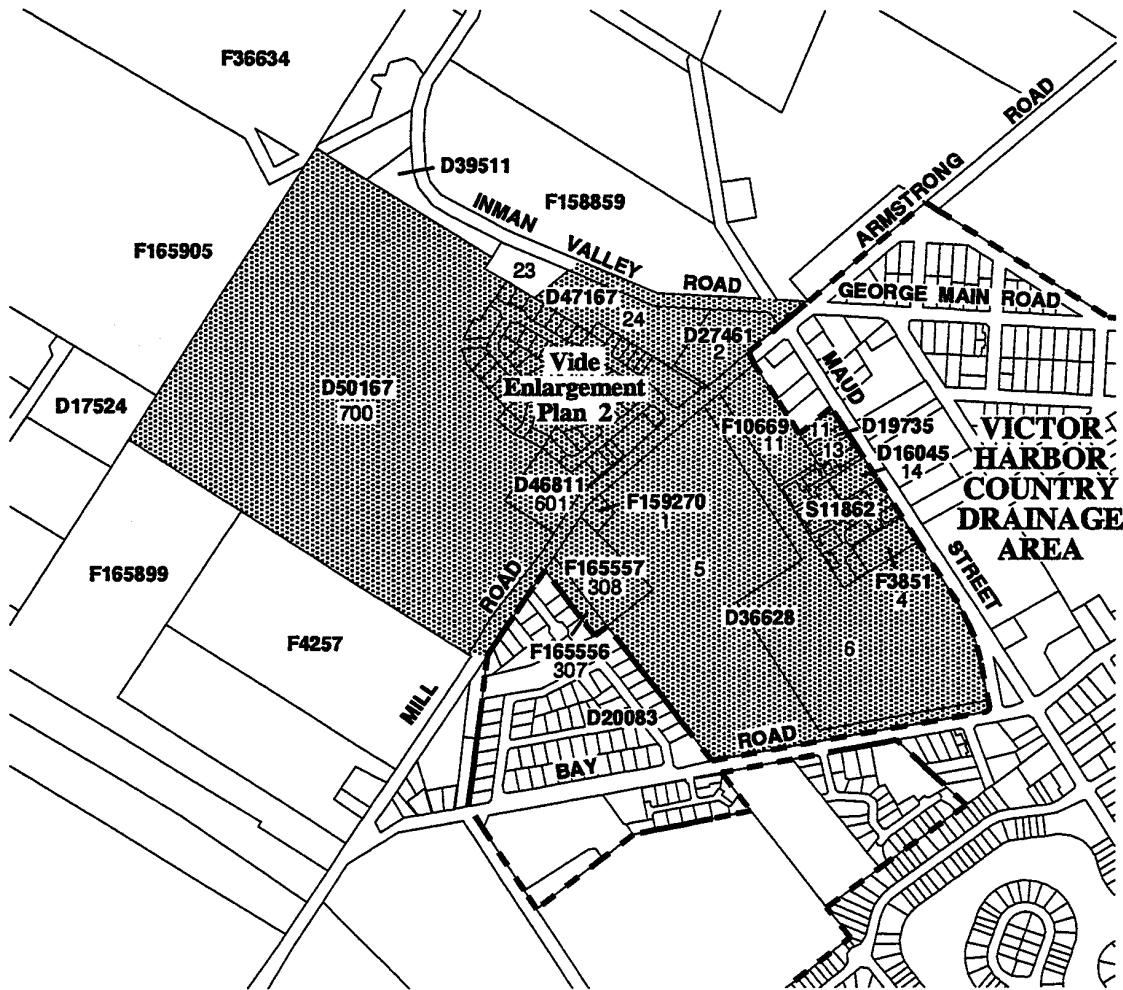 F36634
ROAD
D39511
ARMSTRONG
INMAN
F158859
F165905
VALLEY
23
ROAD
GEORGE MAIN ROAD
D47167
24
D27461
2
Vide
Enlargement
Plan 2
MAUD
D50167
700
D17524
F10669
11
11
13
D19735
D16045
14
VICTOR
HARBOR
COUNTRY
DRAINAGE
AREA
D46811
601
F159270
1
S11862
F165899
ROAD
F165557
308
5
F3851
4
STREET
D36628
6
F4257
F165556
307
MILL
D20083
ROAD
BAY